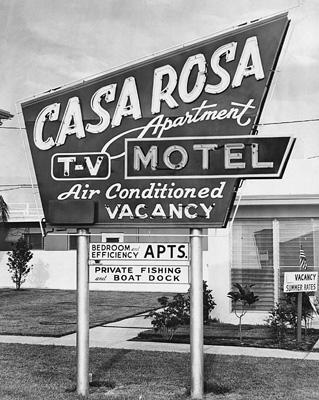 CASA ROSA
Apartment
T-V MOTEL
Air Conditioned
VACANCY
BEDROOM and EFFICIENCY APTS.
PRIVATE FISHING
and BOAT DOCK
VACANCY
SUMMER RATES